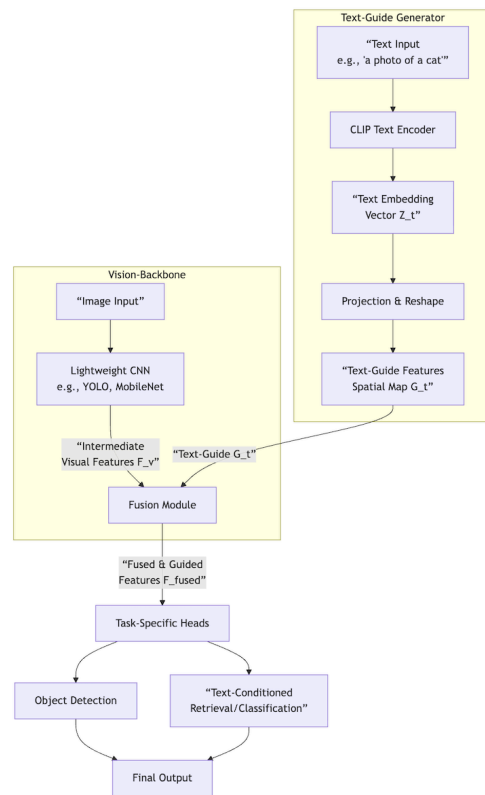 Text-Guide Generator
“Text Input
e.g., 'a photo of a cat'”
CLIP Text Encoder
“Text Embedding
Vector Z_t”
Projection & Reshape
“Text-Guide Features
Spatial Map G_t”
Vision-Backbone
“Image Input”
Lightweight CNN
e.g., YOLO, MobileNet
“Intermediate
Visual Features F_v”
“Text-Guide G_t”
Fusion Module
“Fused & Guided
Features F_fused”
Task-Specific Heads
Object Detection
“Text-Conditioned
Retrieval/Classification”
Final Output